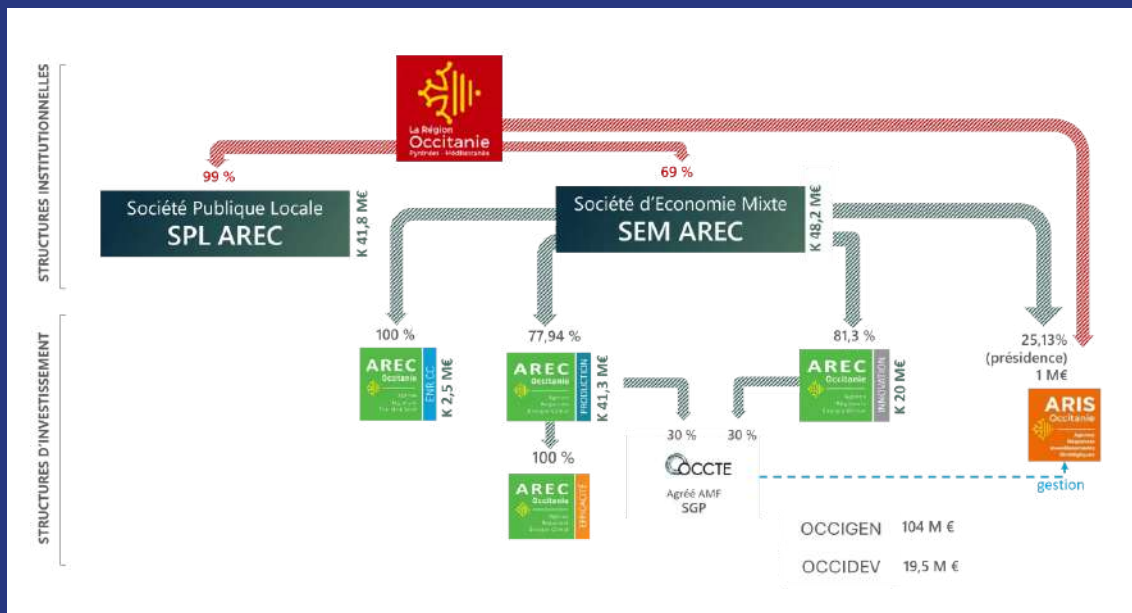 STRUCTURES INSTITUTIONNELLES
La Région
Occitanie
Pyrénées - Méditerranée
99 %
69 %
Société Publique Locale
SPL AREC
K 41,8 M€
Société d'Economie Mixte
SEM AREC
K 48,2 M€
STRUCTURES D'INVESTISSEMENT
100 %
AREC
Occitanie
ENR CC
K 2,5 M€
77,94 %
AREC
Occitanie
PRODUCTION
K 41,3 M€
81,3 %
AREC
Occitanie
INNOVATION
K 20 M€
25,13%
(présidence)
1 M€
ARIS
Occitanie
100 %
AREC
Occitanie
EFFICACITÉ
30 %
30 %
OCCTE
Agréé AMF
SGP
gestion
OCCIGEN 104 M €
OCCIDEV 19,5 M €